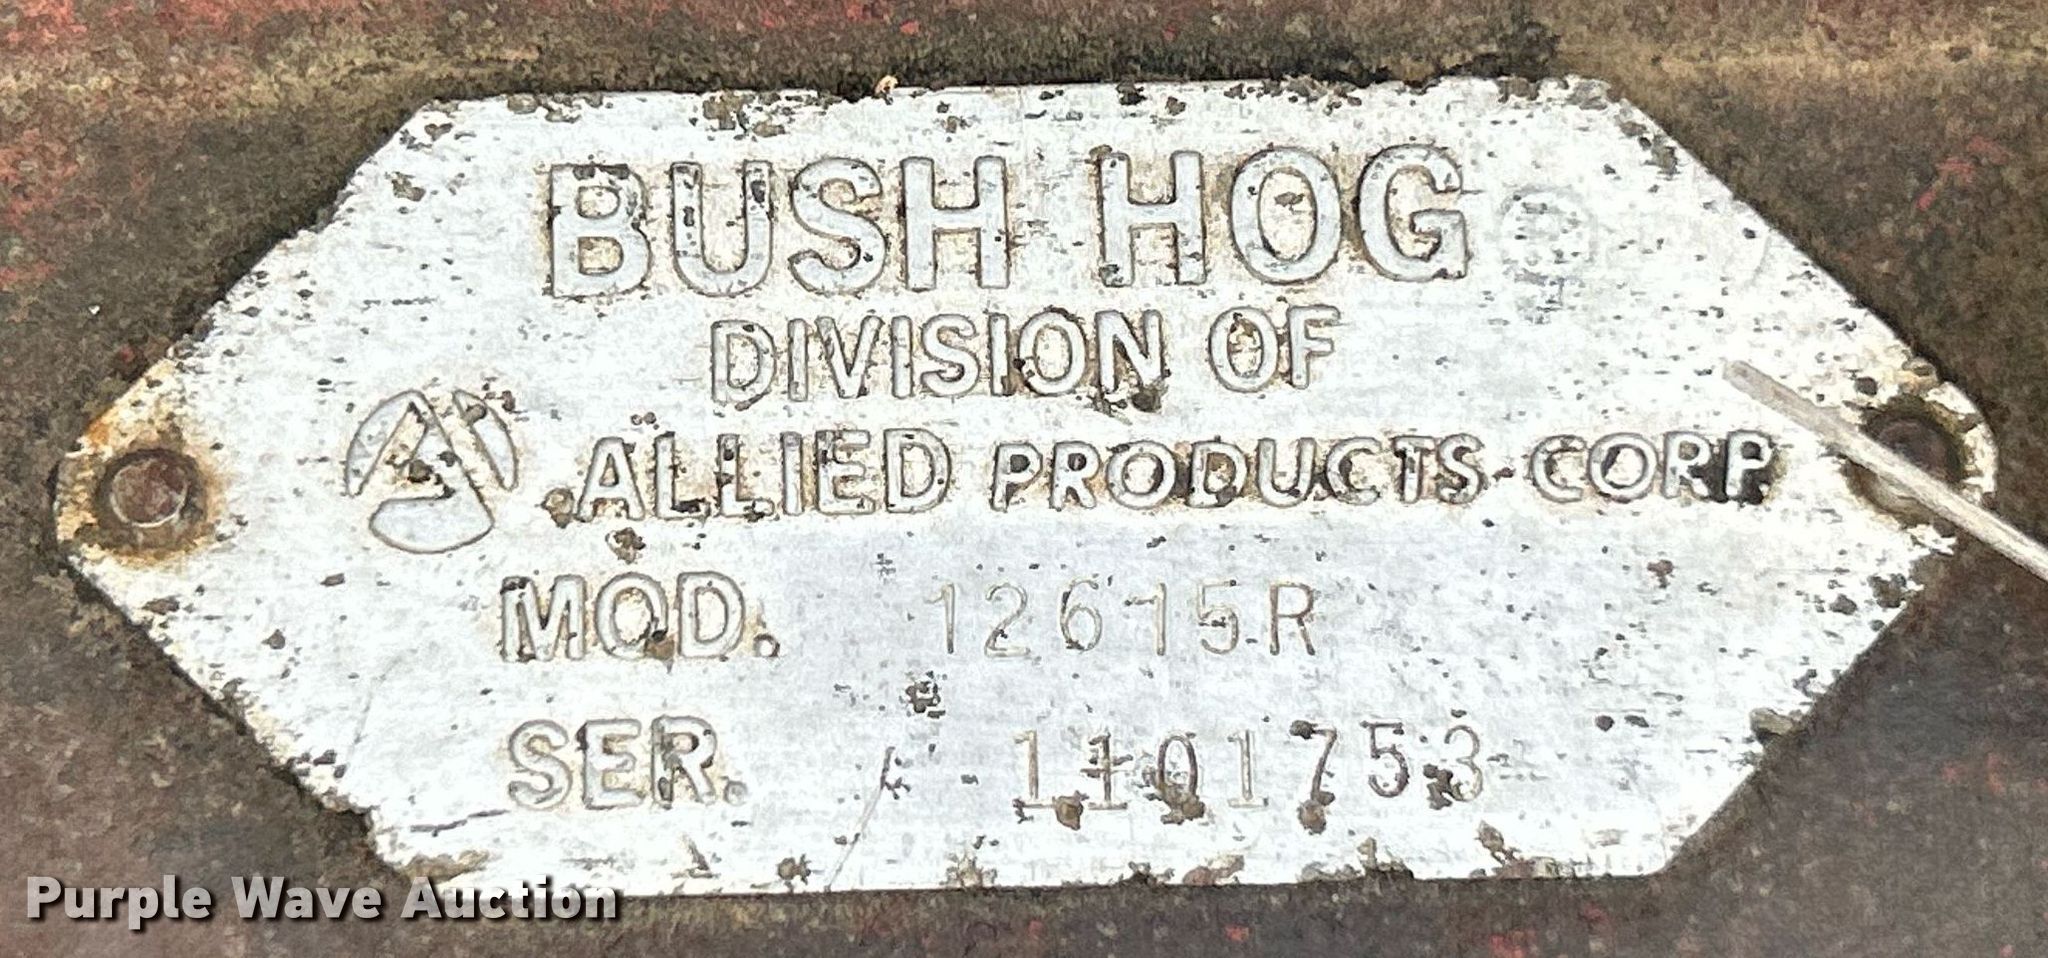 BUSH HOG®
DIVISION OF
ALLIED PRODUCTS CORP.
MOD. 12615R
SER. 1101753
Purple Wave Auction